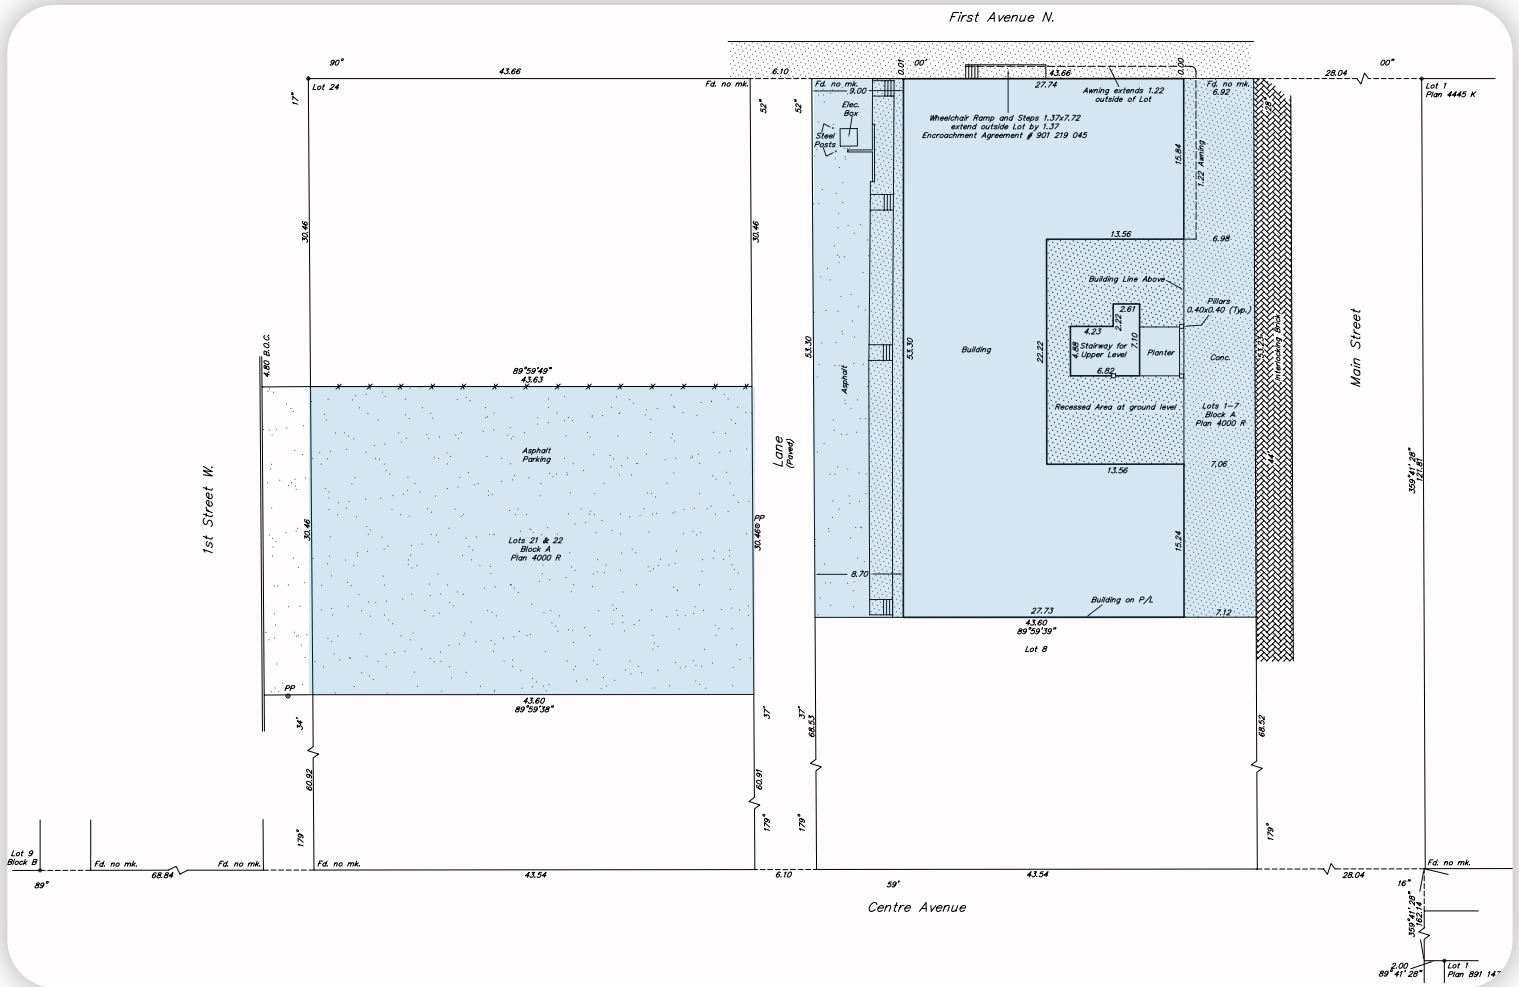 First Avenue N.
90°
43.66
6.10
0.01
00'
43.66
0.00
28.04
00"
17"
Lot 24
Fd. no mk.
52"
52"
Fd. no mk.
9.00
27.74
Awning extends 1.22
outside of Lot
Fd. no mk.
6.92
28"
Lot 1
Plan 4445 K
Elec.
Box
Steel
Posts
Wheelchair Ramp and Steps 1.37x7.72
extend outside Lot by 1.37
Encroachment Agreement # 901 219 045
15.84
1.22 Awning
30.46
30.46
13.56
6.98
Building Line Above
Pillars
0.40x0.40 (Typ.)
2.61
2.22
4.23
7.10
4.88
Stairway for
Upper Level
Planter
6.82
Conc.
Interlocking Brick
Main Street
4.80 B.O.C.
53.30
53.30
Building
22.22
89°59'49"
43.63
Asphalt
Recessed Area at ground level
Lots 1-7
Block A
Plan 4000 R
Asphalt
Parking
Lane
(Paved)
13.56
7.06
44'
359°41'28"
121.81
1st Street W.
30.46
PP
30.46
15.24
Lots 21 & 22
Block A
Plan 4000 R
8.70
Building on P/L
27.73
7.12
43.60
89°59'39"
Lot 8
PP
43.60
89°59'38"
34'
37'
37'
68.53
68.52
60.92
60.91
179°
179°
179°
179°
Lot 9
Block B
Fd. no mk.
Fd. no mk.
Fd. no mk.
Fd. no mk.
68.84
43.54
6.10
43.54
28.04
89°
59'
16"
Centre Avenue
359°41'28"
162.14
2.00
89°41'28"
Lot 1
Plan 891 147